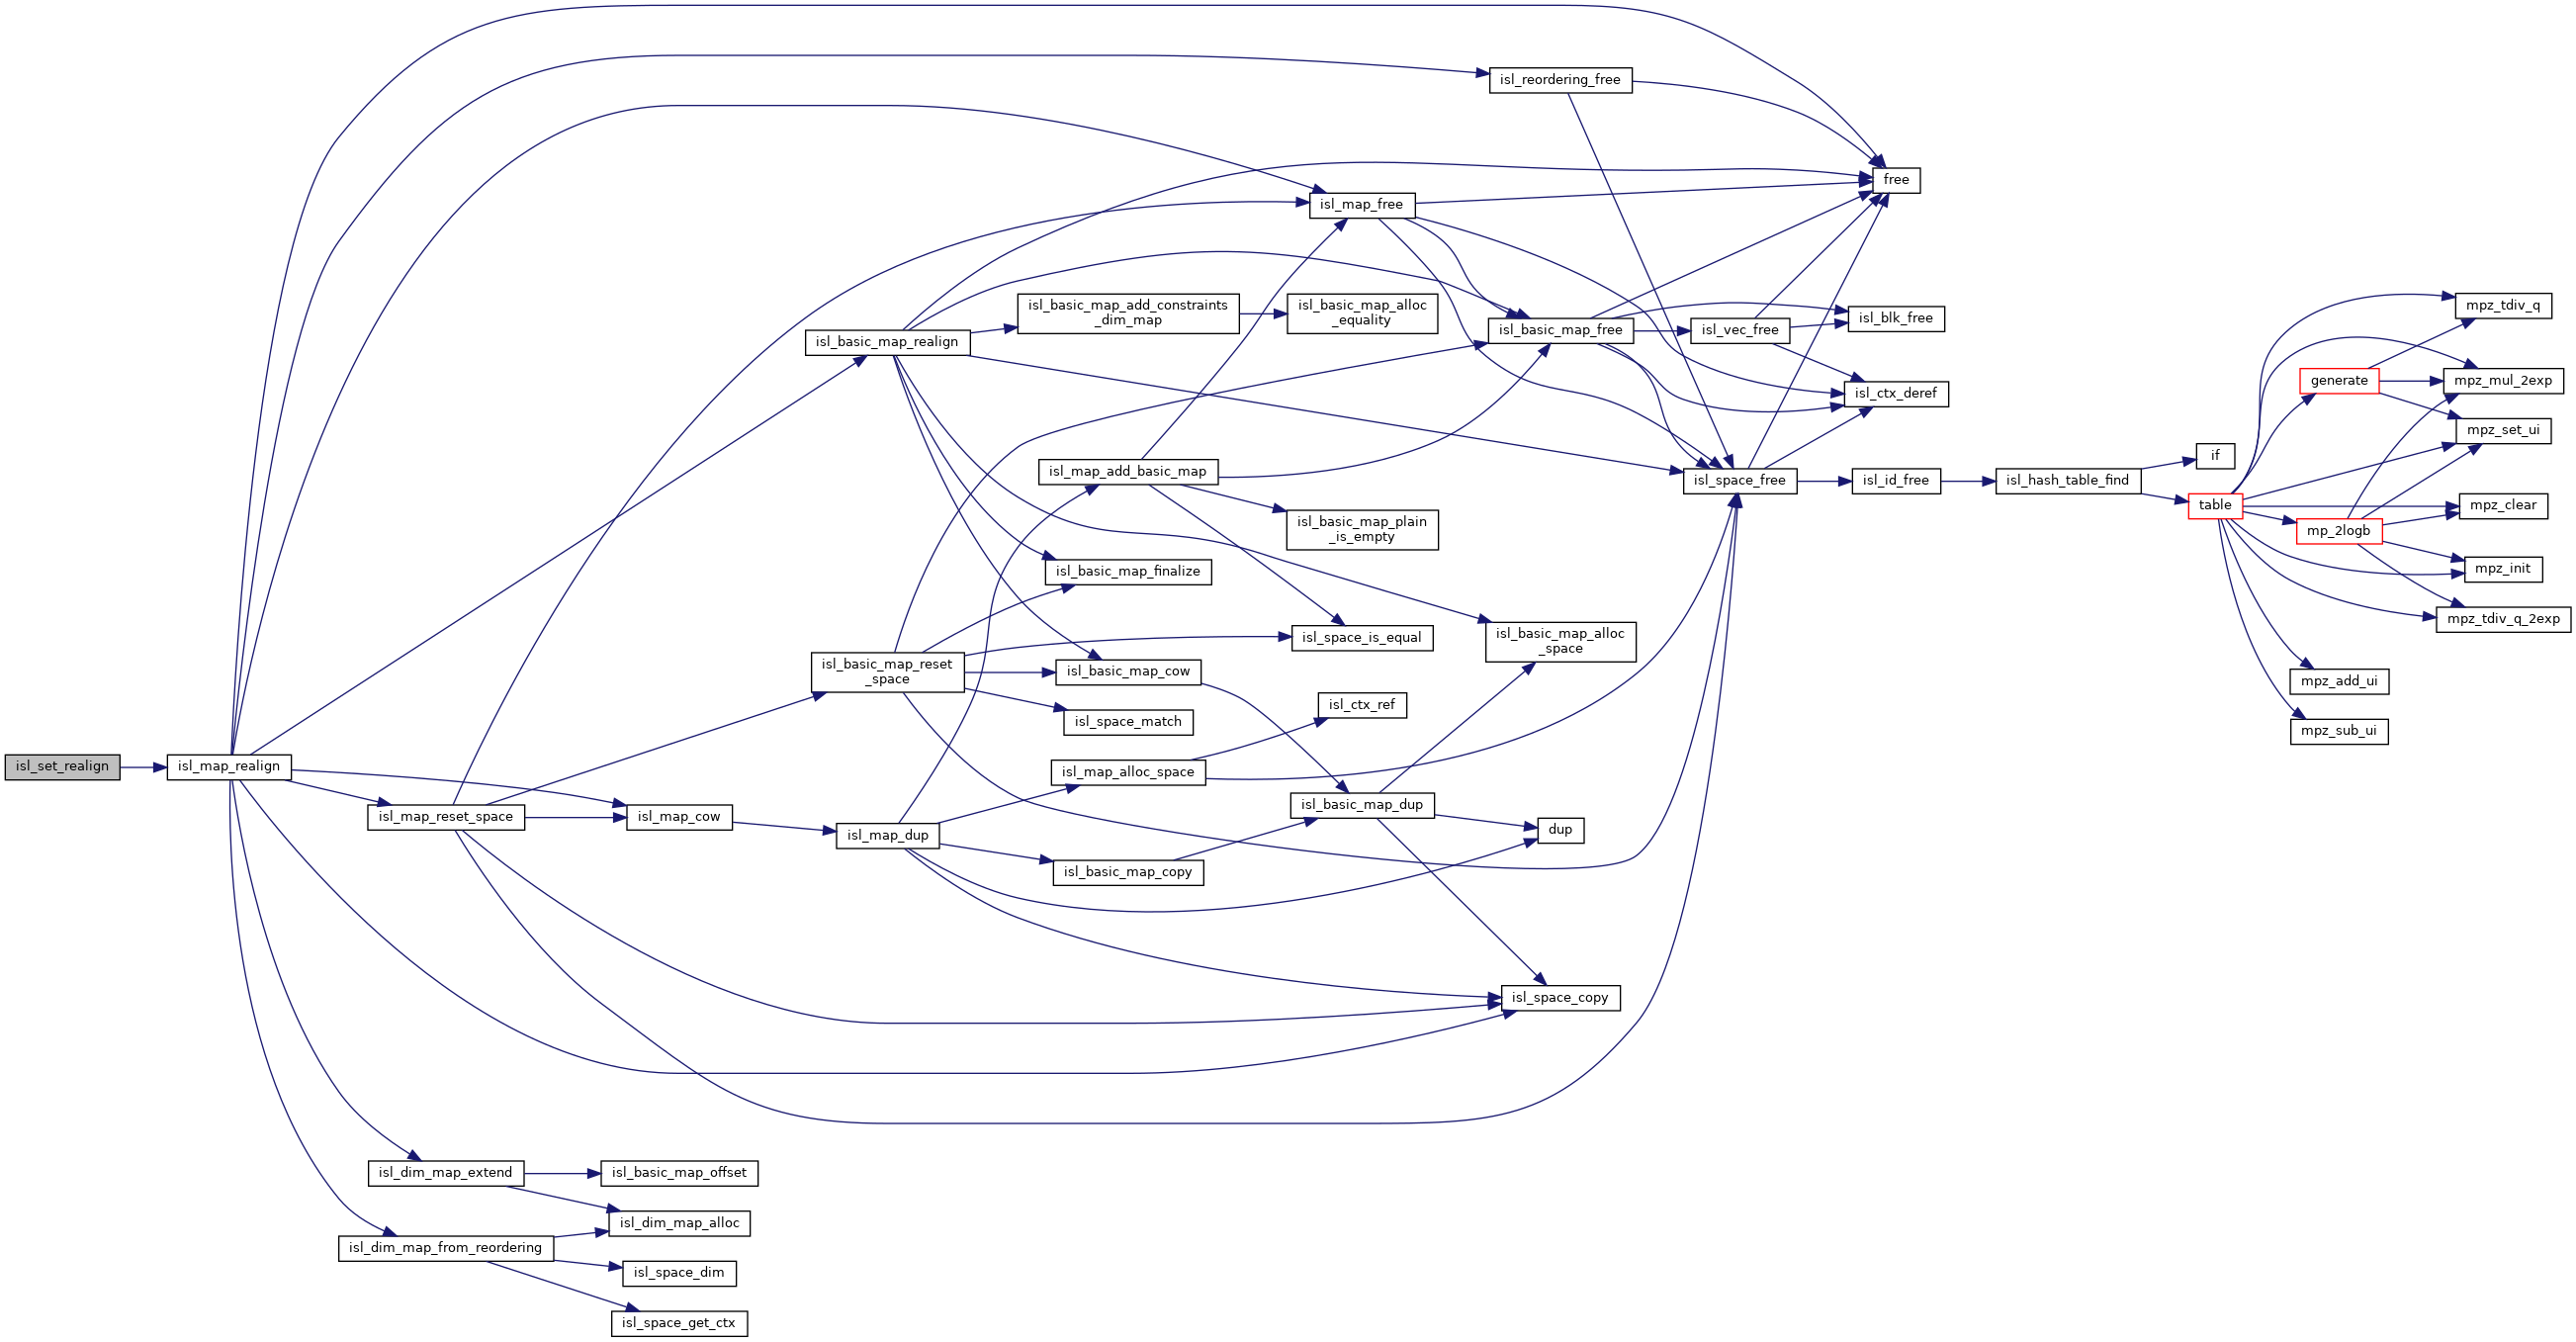 isl_set_realign
isl_map_realign
isl_map_reset_space
isl_map_cow
isl_dim_map_extend
isl_basic_map_offset
isl_dim_map_alloc
isl_dim_map_from_reordering
isl_space_dim
isl_space_get_ctx
isl_basic_map_realign
isl_basic_map_reset
_space
isl_map_dup
isl_basic_map_add_constraints
_dim_map
isl_map_add_basic_map
isl_basic_map_finalize
isl_basic_map_cow
isl_space_match
isl_map_alloc_space
isl_basic_map_copy
isl_map_free
isl_basic_map_alloc
_equality
isl_basic_map_plain
_is_empty
isl_space_is_equal
isl_ctx_ref
isl_basic_map_dup
isl_reordering_free
isl_basic_map_free
isl_basic_map_alloc
_space
dup
isl_space_copy
isl_vec_free
isl_space_free
free
isl_blk_free
isl_ctx_deref
isl_id_free
isl_hash_table_find
if
table
generate
mp_2logb
mpz_add_ui
mpz_sub_ui
mpz_tdiv_q
mpz_mul_2exp
mpz_set_ui
mpz_clear
mpz_init
mpz_tdiv_q_2exp